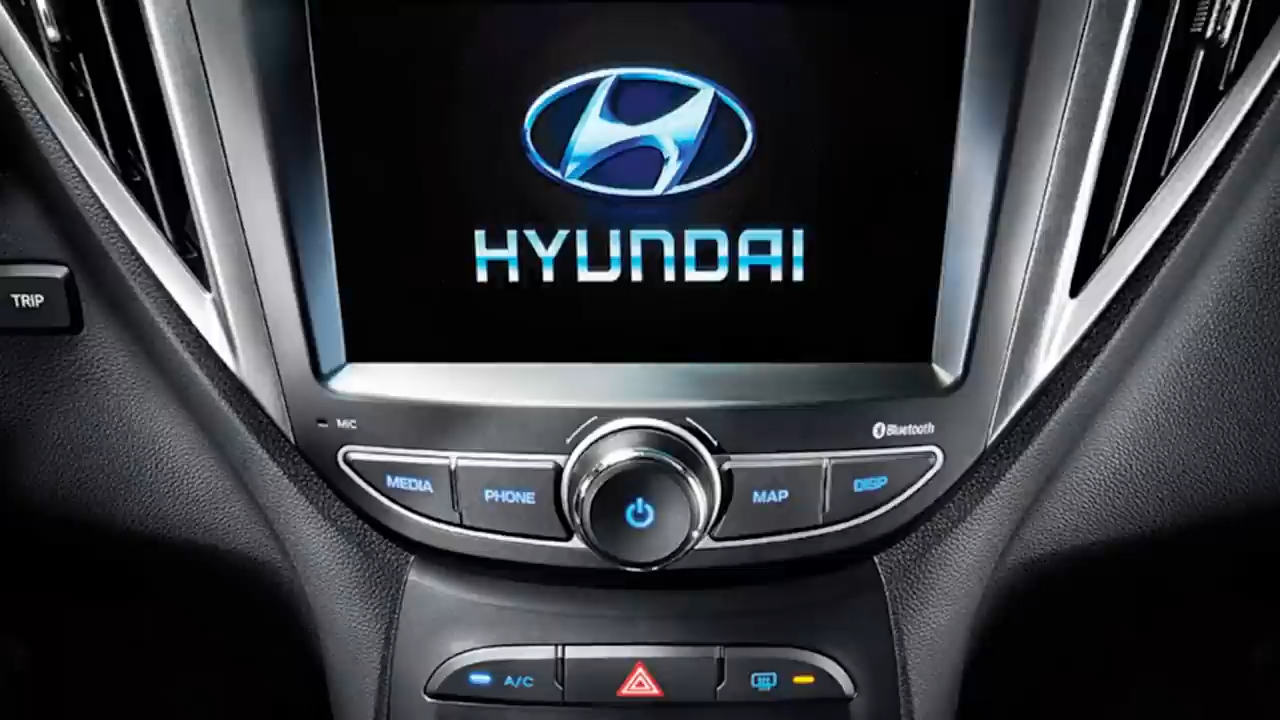 HYUNDAI
TRIP
MIC
Bluetooth
MEDIA
PHONE
MAP
DISP
A/C